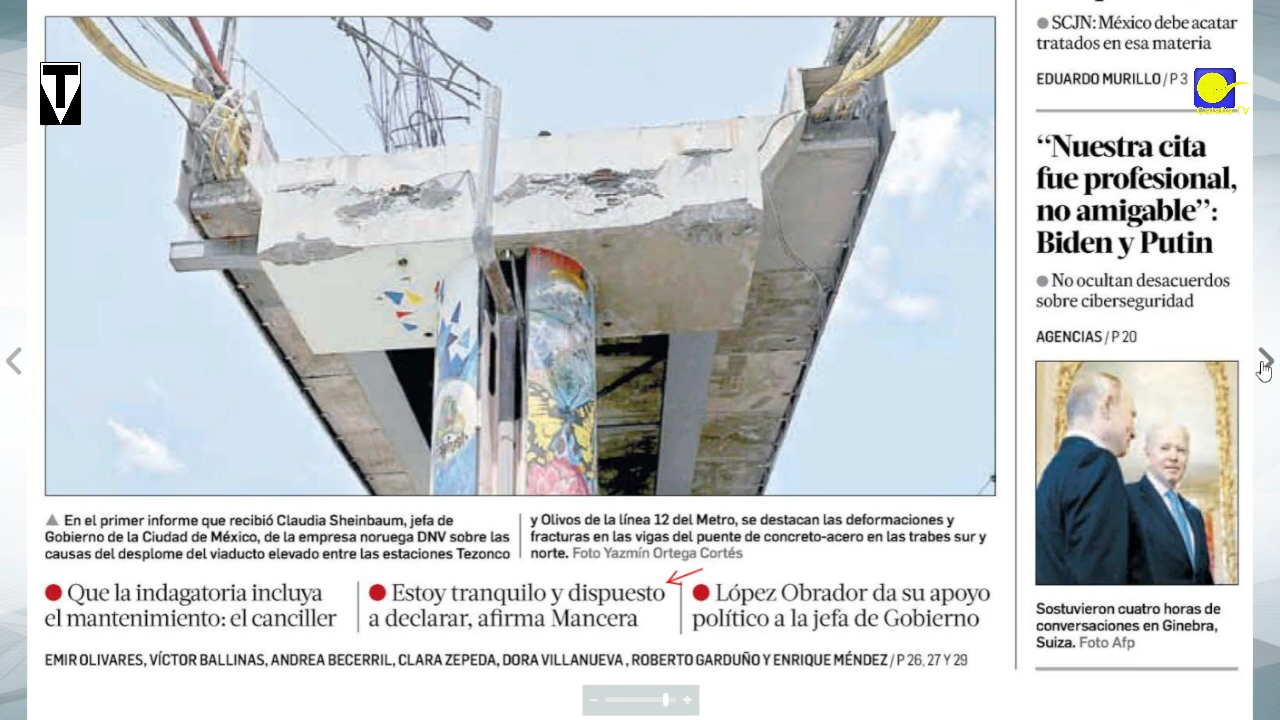 SCJN: México debe acatar
tratados en esa materia
EDUARDO MURILLO / P 3
“Nuestra cita
fue profesional,
no amigable”:
Biden y Putin
No ocultan desacuerdos
sobre ciberseguridad
AGENCIAS / P 20
Sostuvieron cuatro horas de
conversaciones en Ginebra,
Suiza. Foto Afp
En el primer informe que recibió Claudia Sheinbaum, jefa de
Gobierno de la Ciudad de México, de la empresa noruega DNV sobre las
causas del desplome del viaducto elevado entre las estaciones Tezonco
y Olivos de la línea 12 del Metro, se destacan las deformaciones y
fracturas en las vigas del puente de concreto-acero en las trabes sur y
norte. Foto Yazmín Ortega Cortés
Que la indagatoria incluya
el mantenimiento: el canciller
Estoy tranquilo y dispuesto
a declarar, afirma Mancera
López Obrador da su apoyo
político a la jefa de Gobierno
EMIR OLIVARES, VÍCTOR BALLINAS, ANDREA BECERRIL, CLARA ZEPEDA, DORA VILLANUEVA , ROBERTO GARDUÑO Y ENRIQUE MÉNDEZ / P 26, 27 Y 29